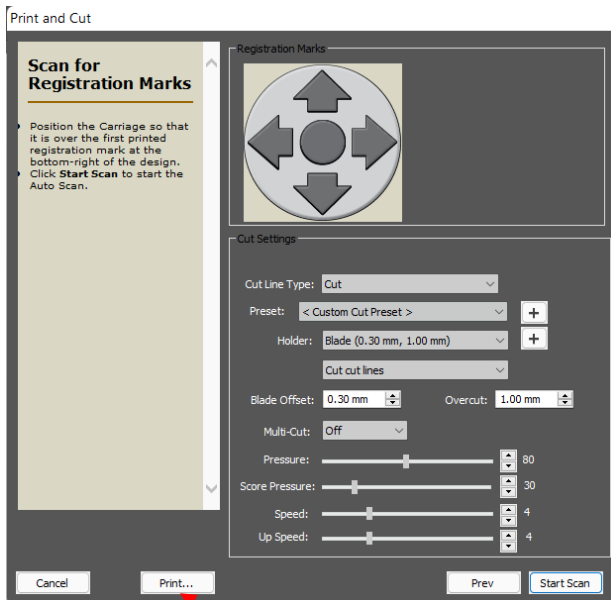 Print and Cut
Scan for
Registration Marks
Position the Carriage so that
it is over the first printed
registration mark at the
bottom-right of the design.
Click Start Scan to start the
Auto Scan.
Registration Marks
Cut Settings
Cut Line Type: Cut
Preset: < Custom Cut Preset > +
Holder: Blade (0.30 mm, 1.00 mm) +
Cut cut lines
Blade Offset: 0.30 mm Overcut: 1.00 mm
Multi-Cut: Off
Pressure: 80
Score Pressure: 30
Speed: 4
Up Speed: 4
Cancel Print... Prev Start Scan